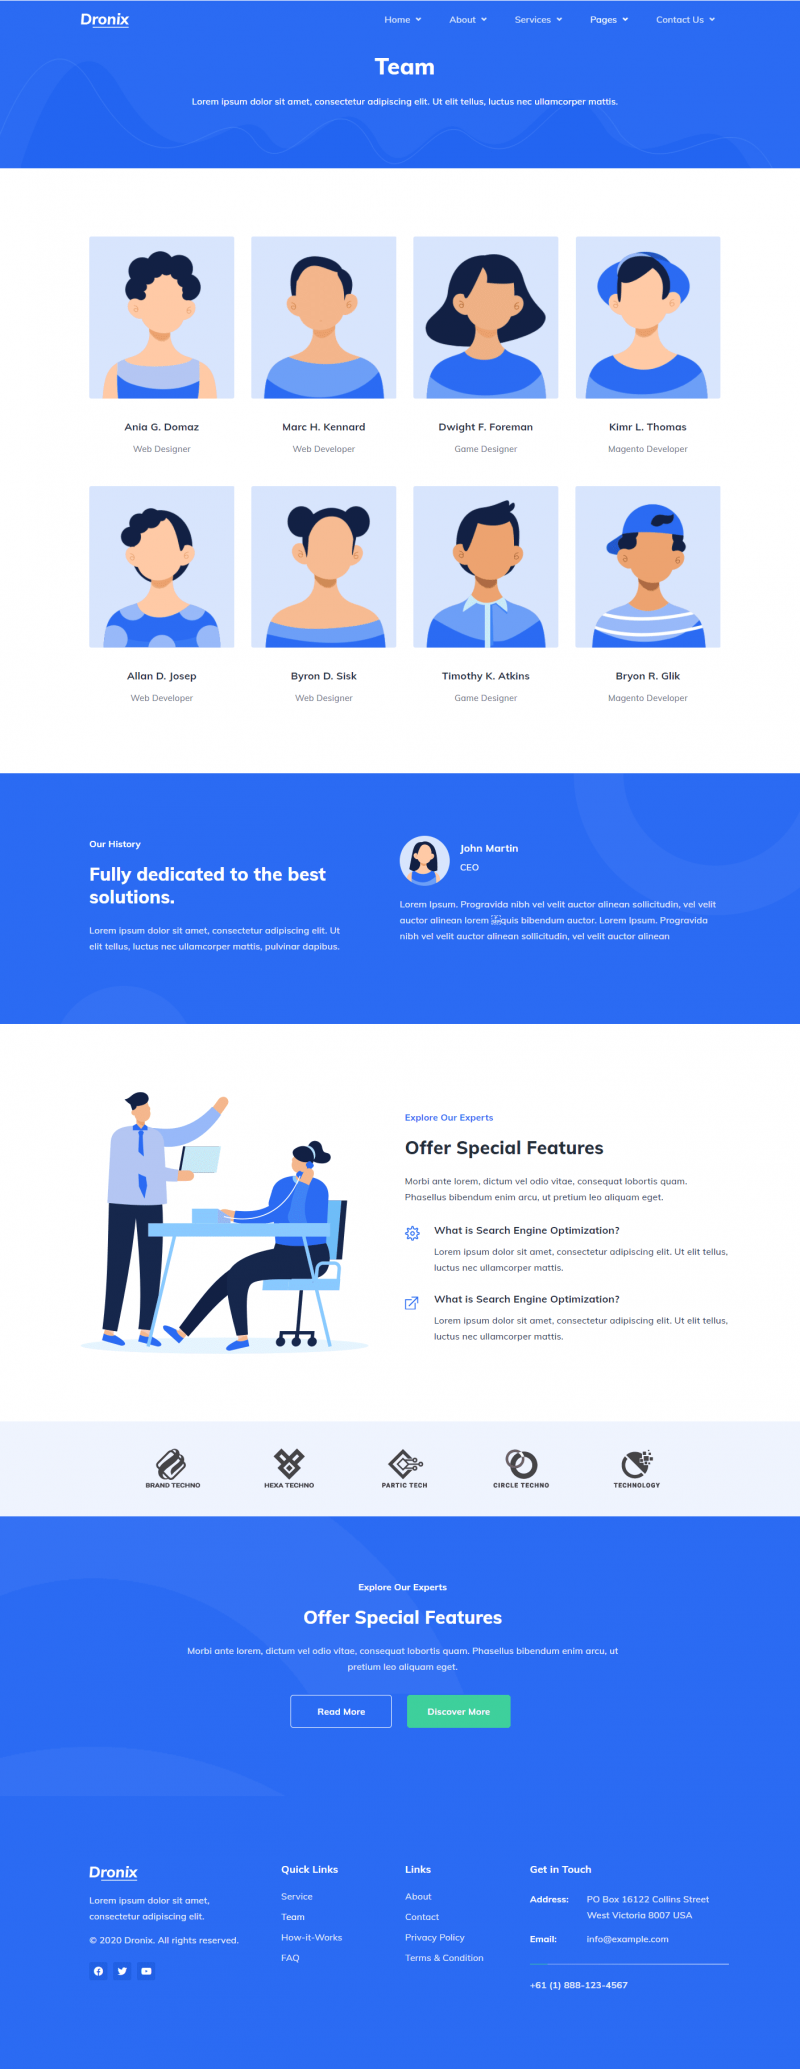 Dronix
Home About Services Pages Contact Us
Team
Lorem ipsum dolor sit amet, consectetur adipiscing elit. Ut elit tellus, luctus nec ullamcorper mattis.
Ania G. Domaz
Web Designer
Marc H. Kennard
Web Developer
Dwight F. Foreman
Game Designer
Kimr L. Thomas
Magento Developer
Allan D. Josep
Web Developer
Byron D. Sisk
Web Designer
Timothy K. Atkins
Game Designer
Bryon R. Glik
Magento Developer
Our History
Fully dedicated to the best
solutions.
Lorem ipsum dolor sit amet, consectetur adipiscing elit. Ut
elit tellus, luctus nec ullamcorper mattis, pulvinar dapibus.
John Martin
CEO
Lorem Ipsum. Progravida nibh vel velit auctor alinean sollicitudin, vel velit
auctor alinean lorem quis bibendum auctor. Lorem Ipsum. Progravida
nibh vel velit auctor alinean sollicitudin, vel velit auctor alinean
Explore Our Experts
Offer Special Features
Morbi ante lorem, dictum vel odio vitae, consequat lobortis quam.
Phasellus bibendum enim arcu, ut pretium leo aliquam eget.
What is Search Engine Optimization?
Lorem ipsum dolor sit amet, consectetur adipiscing elit. Ut elit tellus,
luctus nec ullamcorper mattis.
What is Search Engine Optimization?
Lorem ipsum dolor sit amet, consectetur adipiscing elit. Ut elit tellus,
luctus nec ullamcorper mattis.
BRAND TECHNO
HEXA TECHNO
PARTIC TECH
CIRCLE TECHNO
TECHNOLOGY
Explore Our Experts
Offer Special Features
Morbi ante lorem, dictum vel odio vitae, consequat lobortis quam. Phasellus bibendum enim arcu, ut
pretium leo aliquam eget.
Read More
Discover More
Dronix
Lorem ipsum dolor sit amet,
consectetur adipiscing elit.
© 2020 Dronix. All rights reserved.
Quick Links
Service
Team
How-it-Works
FAQ
Links
About
Contact
Privacy Policy
Terms & Condition
Get in Touch
Address: PO Box 16122 Collins Street
West Victoria 8007 USA
Email: info@example.com
+61 (1) 888-123-4567